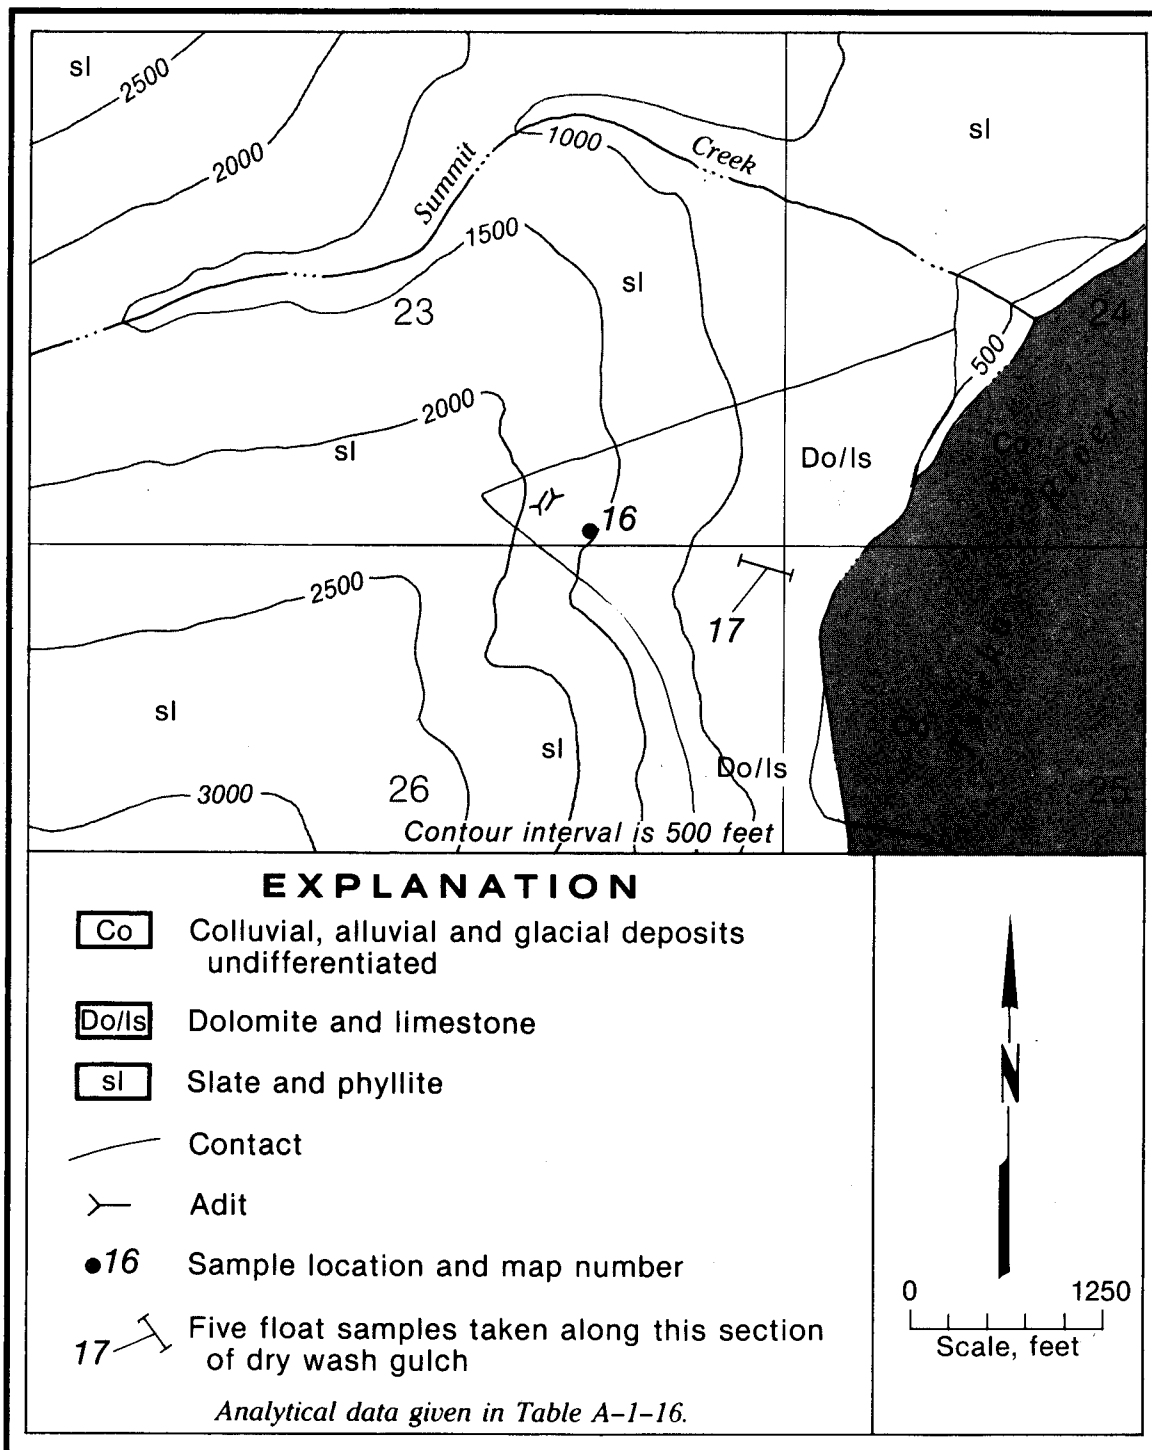 sl
2500
2000
Summit
1000
Creek
sl
1500
sl
23
24
500
2000
sl
Do/ls
Co
16
2500
17
sl
sl
Do/ls
3000
26
25
Contour interval is 500 feet
EXPLANATION
Co Colluvial, alluvial and glacial deposits
undifferentiated
Do/ls Dolomite and limestone
sl Slate and phyllite
Contact
Adit
16 Sample location and map number
17 Five float samples taken along this section
of dry wash gulch
Analytical data given in Table A-1-16.
N
0 1250
Scale, feet